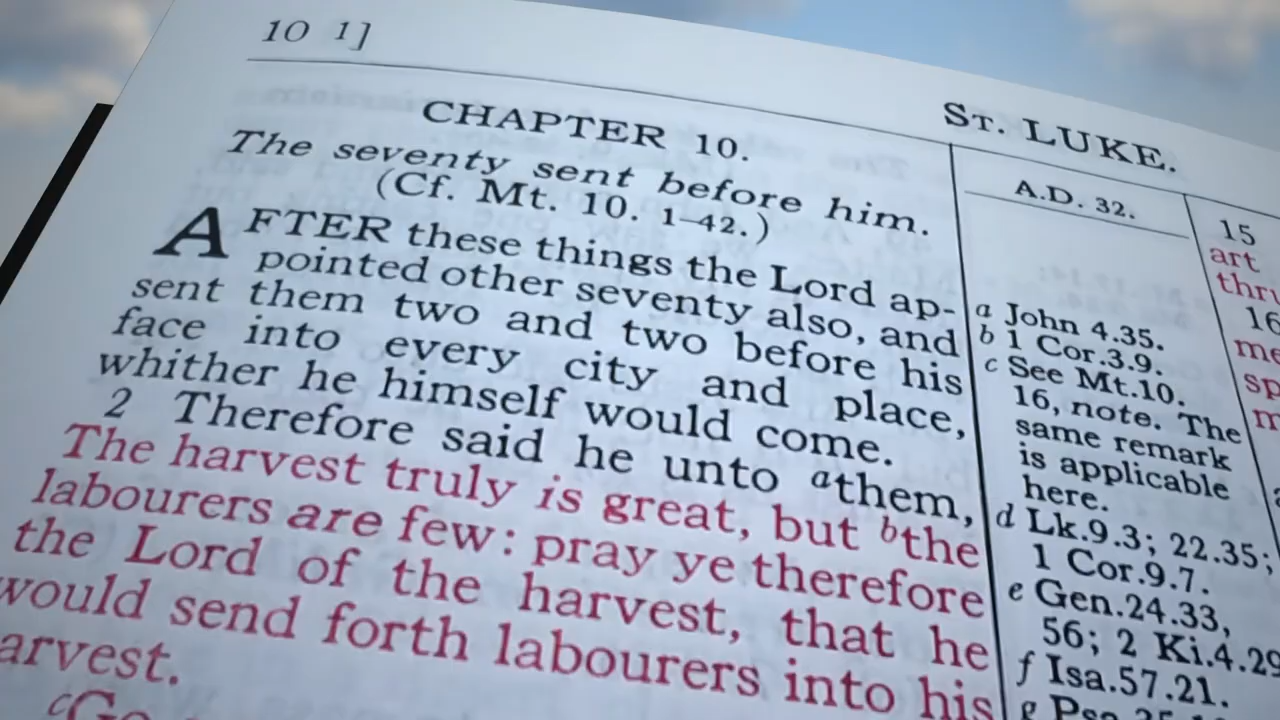 10 1]
ST. LUKE.
CHAPTER 10.
The seventy sent before him.
(Cf. Mt. 10. 1–42.)
AFTER these things the Lord ap-
pointed other seventy also, and
sent them two and two before his
face into every city and place,
whither he himself would come.
2 Therefore said he unto athem,
The harvest truly is great, but bthe
labourers are few: pray ye therefore
the Lord of the harvest, that he
would send forth labourers into his
arvest.
cGo
A.D. 32.
a John 4.35.
b 1 Cor.3.9.
c See Mt.10.
16, note. The
same remark
is applicable
here.
d Lk.9.3; 22.35;
1 Cor.9.7.
e Gen.24.33,
56; 2 Ki.4.29
f Isa.57.21.
g Psa.
15
art
thru
16
me
sp
m